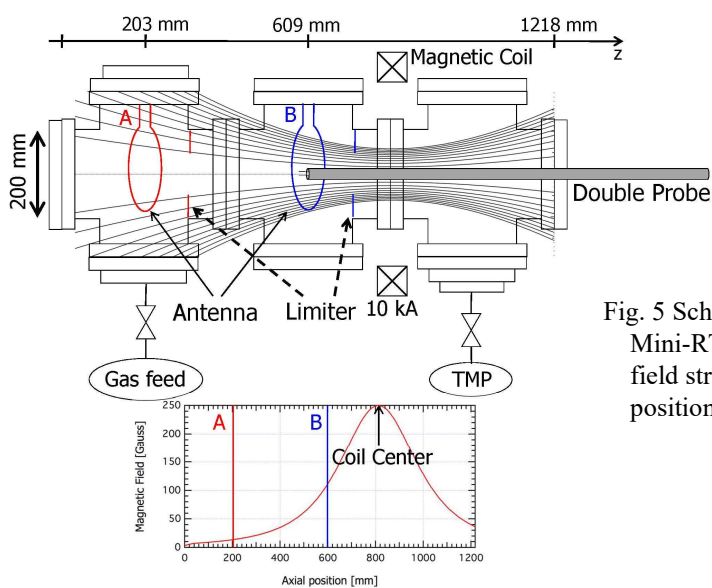 203 mm
609 mm
1218 mm
z
Magnetic Coil
A
B
200 mm
Double Probe
Antenna
Limiter
10 kA
Gas feed
TMP
Fig. 5 Sch
Mini-RT
field str
position
Magnetic Field [Gauss]
250
200
150
100
50
0
A
B
Coil Center
0
200
400
600
800
1000
1200
Axial position [mm]